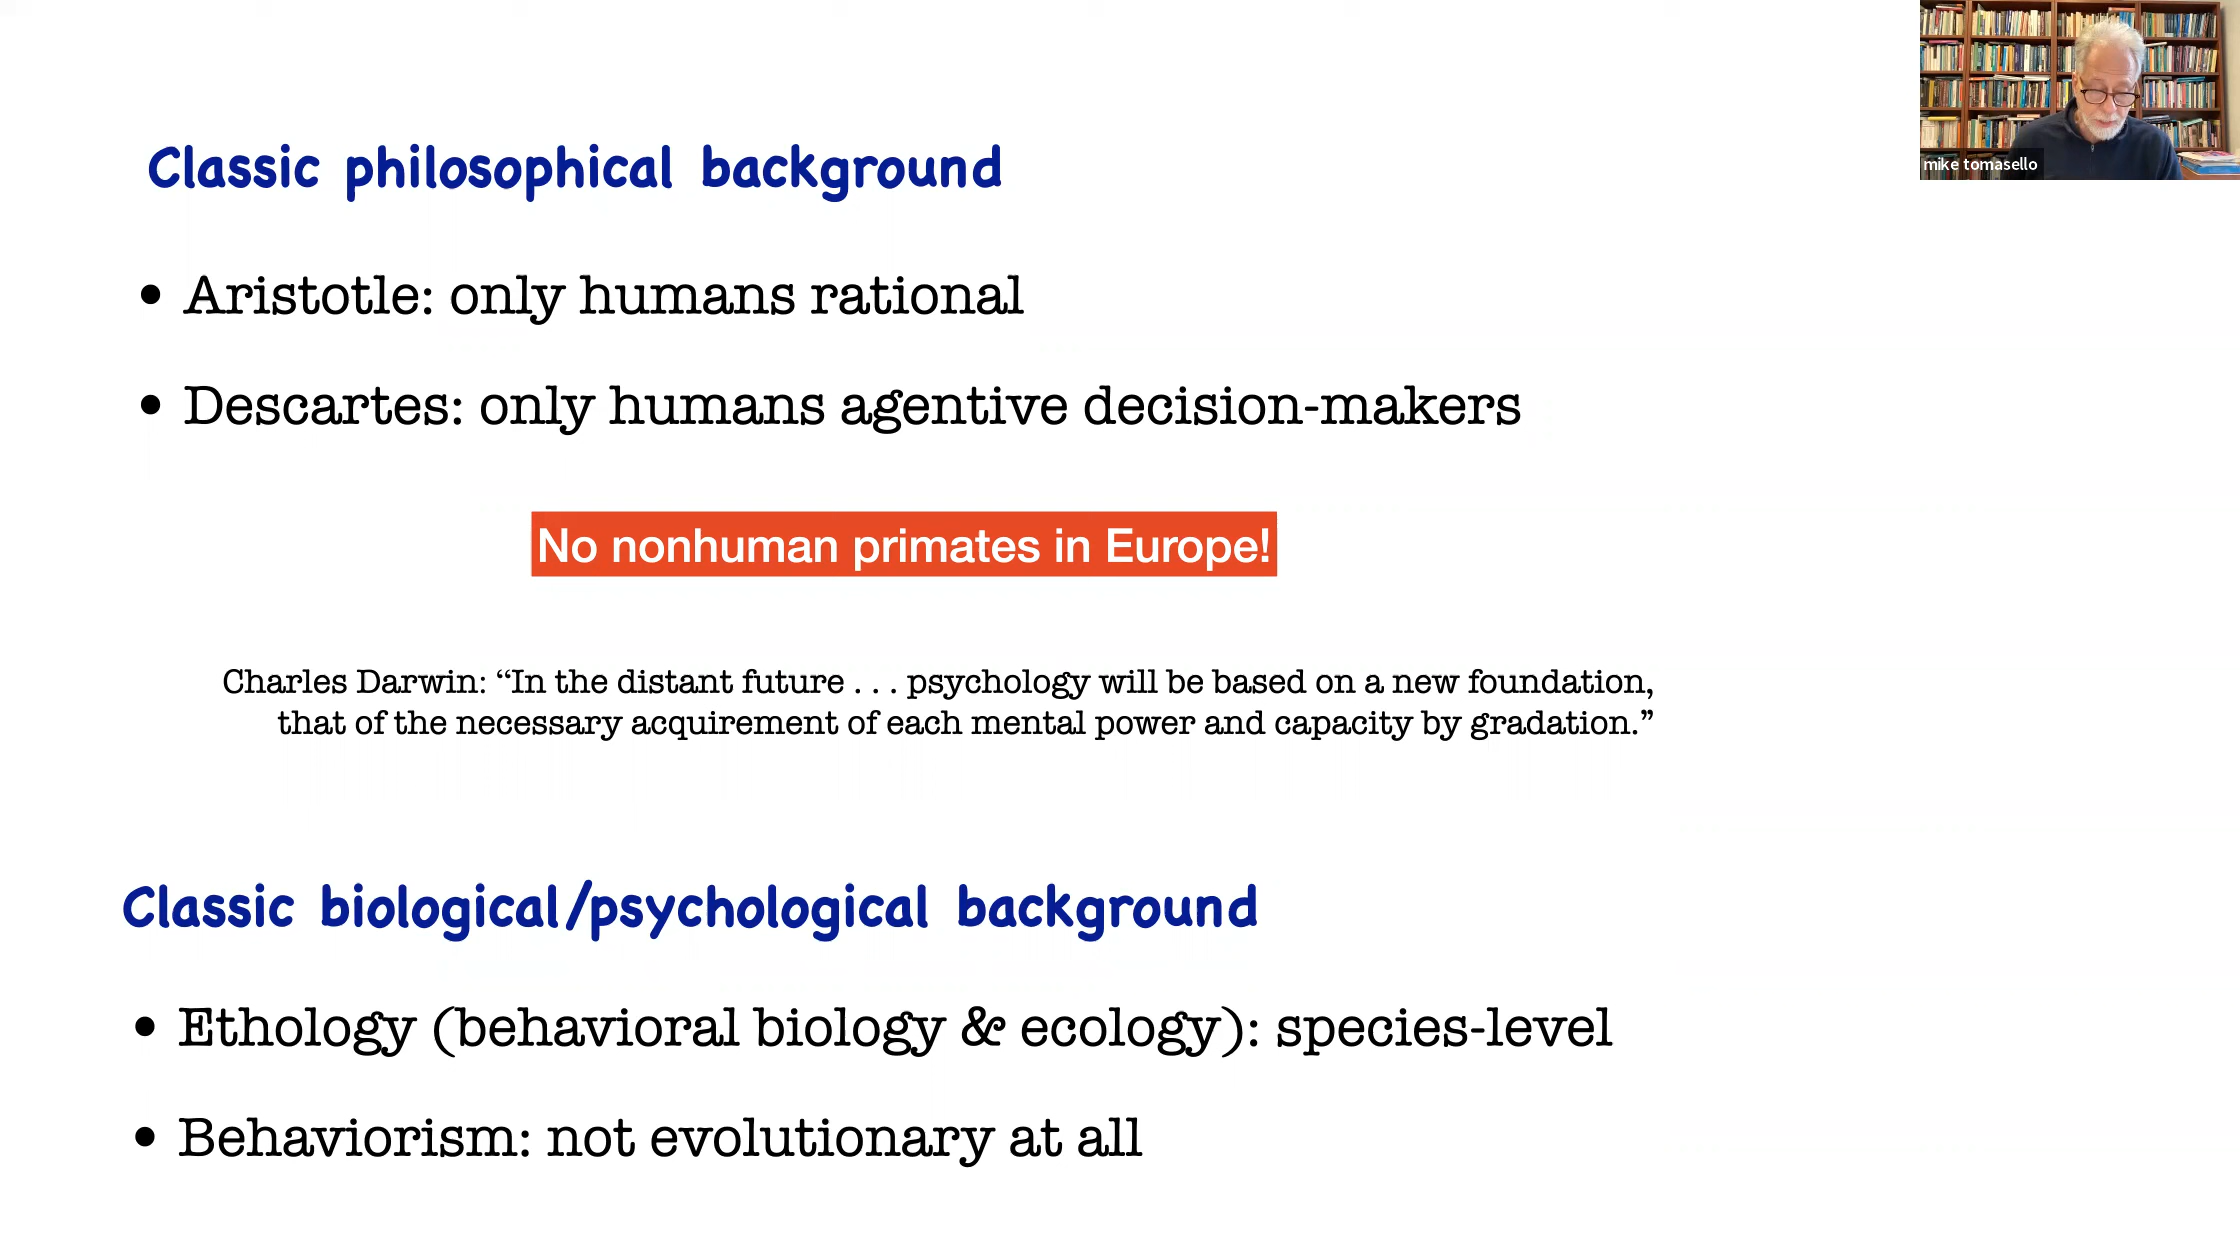 mike tomasello
Classic philosophical background
• Aristotle: only humans rational
• Descartes: only humans agentive decision-makers
No nonhuman primates in Europe!
Charles Darwin: “In the distant future . . . psychology will be based on a new foundation,
that of the necessary acquirement of each mental power and capacity by gradation.”
Classic biological/psychological background
• Ethology (behavioral biology & ecology): species-level
• Behaviorism: not evolutionary at all